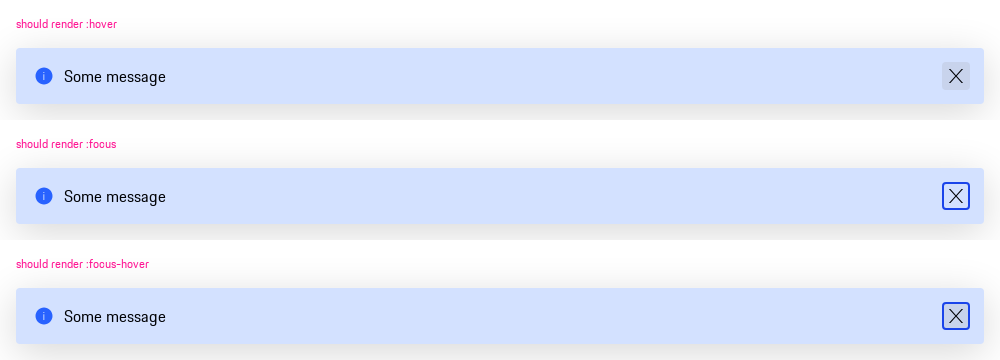 should render :hover
i Some message
should render :focus
i Some message
should render :focus-hover
i Some message